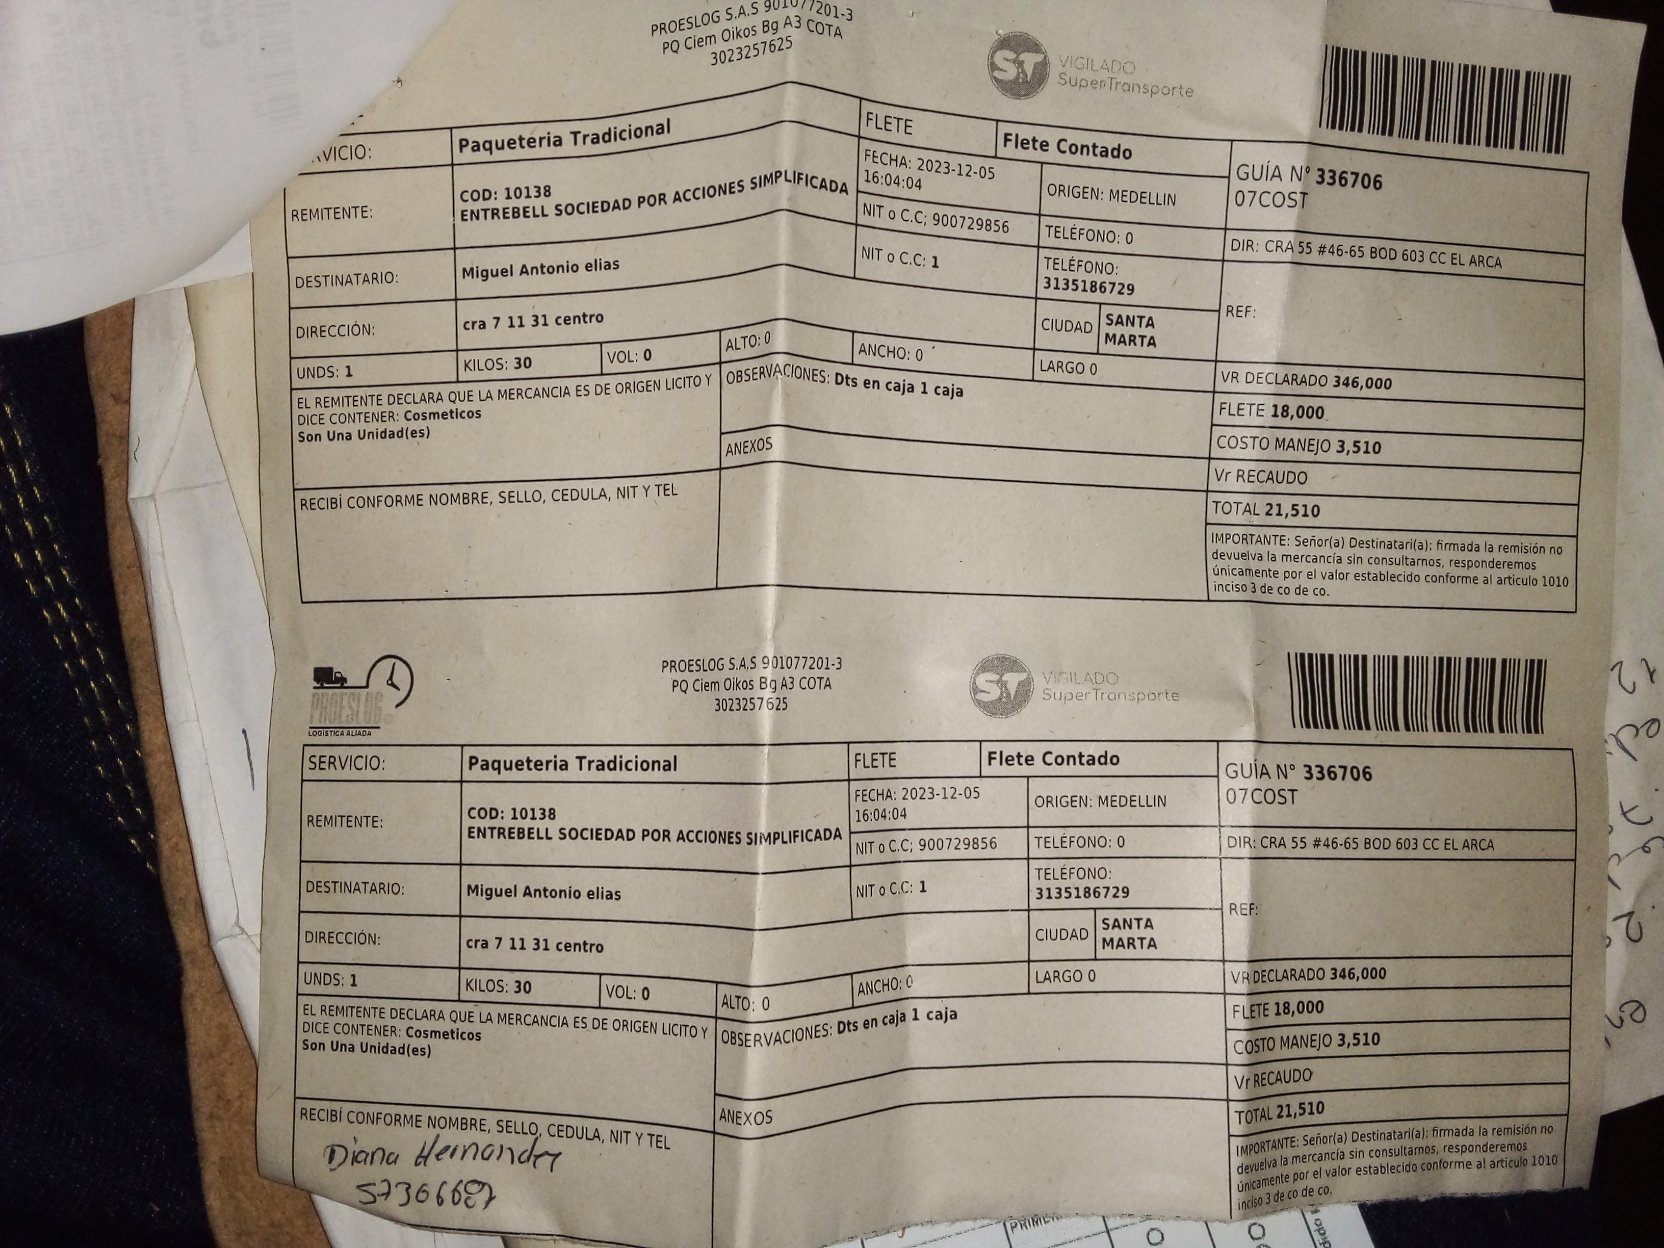 PROESLOG S.A.S 901077201-3
PQ Ciem Oikos Bg A3 COTA
3023257625
ST VIGILADO
SuperTransporte
VICIO: Paqueteria Tradicional FLETE Flete Contado
REMITENTE: COD: 10138
ENTREBELL SOCIEDAD POR ACCIONES SIMPLIFICADA
FECHA: 2023-12-05
16:04:04
ORIGEN: MEDELLIN
GUÍA N° 336706
07COST
NIT o C.C; 900729856 TELÉFONO: 0 DIR: CRA 55 #46-65 BOD 603 CC EL ARCA
DESTINATARIO: Miguel Antonio elias NIT o C.C: 1 TELÉFONO:
3135186729
REF:
DIRECCIÓN: cra 7 11 31 centro CIUDAD SANTA
MARTA
UNDS: 1 KILOS: 30 VOL: 0 ALTO: 0 ANCHO: 0 LARGO 0 VR DECLARADO 346,000
EL REMITENTE DECLARA QUE LA MERCANCIA ES DE ORIGEN LICITO Y
DICE CONTENER: Cosmeticos
Son Una Unidad(es)
OBSERVACIONES: Dts en caja 1 caja
FLETE 18,000
COSTO MANEJO 3,510
ANEXOS
Vr RECAUDO
RECIBÍ CONFORME NOMBRE, SELLO, CEDULA, NIT Y TEL
TOTAL 21,510
IMPORTANTE: Señor(a) Destinatari(a); firmada la remisión no
devuelva la mercancía sin consultarnos, responderemos
únicamente por el valor establecido conforme al articulo 1010
inciso 3 de co de co.
PROESLOG
LOGISTICA ALIADA
PROESLOG S.A.S 901077201-3
PQ Ciem Oikos Bg A3 COTA
3023257625
ST VIGILADO
SuperTransporte
SERVICIO: Paqueteria Tradicional FLETE Flete Contado
REMITENTE: COD: 10138
ENTREBELL SOCIEDAD POR ACCIONES SIMPLIFICADA
FECHA: 2023-12-05
16:04:04
ORIGEN: MEDELLIN
GUÍA N° 336706
07COST
NIT o C.C; 900729856 TELÉFONO: 0 DIR: CRA 55 #46-65 BOD 603 CC EL ARCA
DESTINATARIO: Miguel Antonio elias NIT o C.C: 1 TELÉFONO:
3135186729
REF:
DIRECCIÓN: cra 7 11 31 centro CIUDAD SANTA
MARTA
UNDS: 1 KILOS: 30 VOL: 0 ALTO: 0 ANCHO: 0 LARGO 0 VR DECLARADO 346,000
EL REMITENTE DECLARA QUE LA MERCANCIA ES DE ORIGEN LICITO Y
DICE CONTENER: Cosmeticos
Son Una Unidad(es)
OBSERVACIONES: Dts en caja 1 caja
FLETE 18,000
COSTO MANEJO 3,510
Vr RECAUDO
ANEXOS
TOTAL 21,510
RECIBÍ CONFORME NOMBRE, SELLO, CEDULA, NIT Y TEL
Diana Hernandez
57366687
IMPORTANTE: Señor(a) Destinatari(a); firmada la remisión no
devuelva la mercancía sin consultarnos, responderemos
únicamente por el valor establecido conforme al articulo 1010
inciso 3 de co de co.